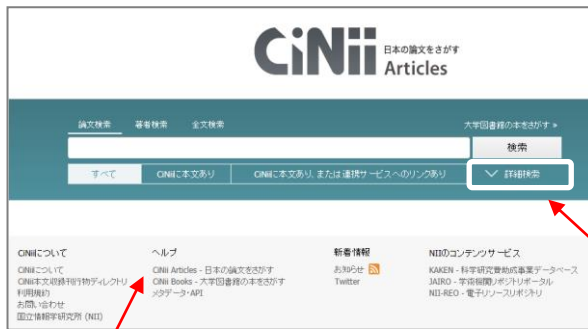 CiNii 日本の論文をさがす
Articles
論文検索 著者検索 全文検索 大学図書館の本をさがす »
検索
すべて CiNiiに本文あり CiNiiに本文あり、または連携サービスへのリンクあり 詳細検索
CiNiiについて ヘルプ 新着情報 NIIのコンテンツサービス
CiNiiについて CiNii Articles - 日本の論文をさがす お知らせ KAKEN - 科学研究費助成事業データベース
CiNii本文収録刊行物ディレクトリ CiNii Books - 大学図書館の本をさがす Twitter JAIRO - 学術機関リポジトリポータル
利用規約 メタデータ・API NII-REO - 電子リソースリポジトリ
お問い合わせ
国立情報学研究所 (NII)